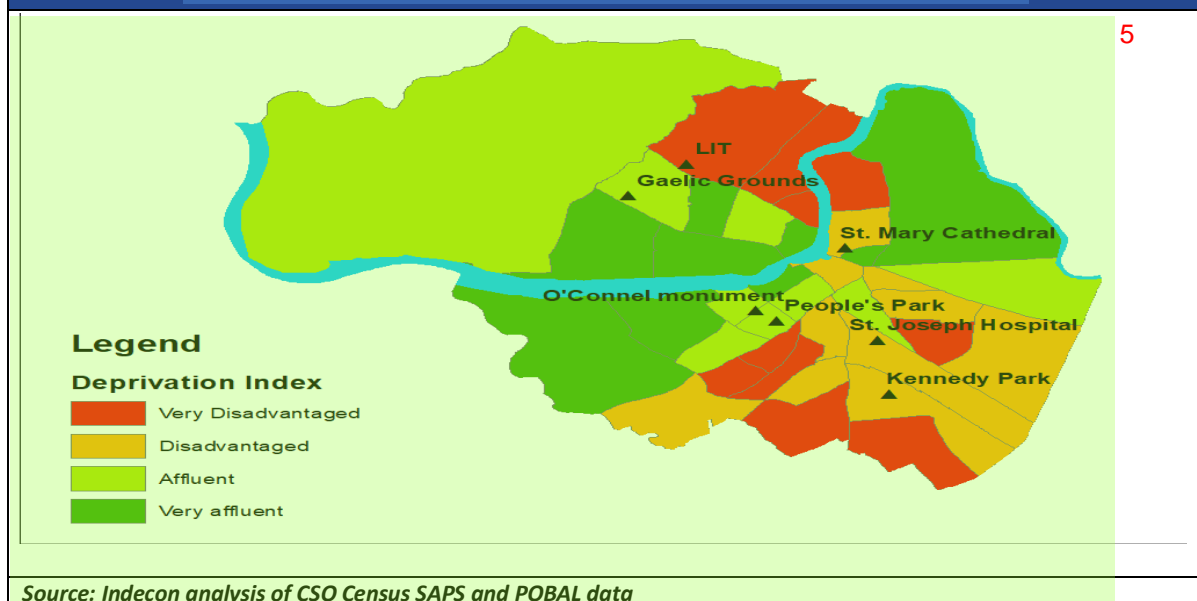 5
LIT
Gaelic Grounds
St. Mary Cathedral
O'Connel monument
People's Park
St. Joseph Hospital
Kennedy Park
Legend
Deprivation Index
Very Disadvantaged
Disadvantaged
Affluent
Very affluent
Source: Indecon analysis of CSO Census SAPS and POBAL data